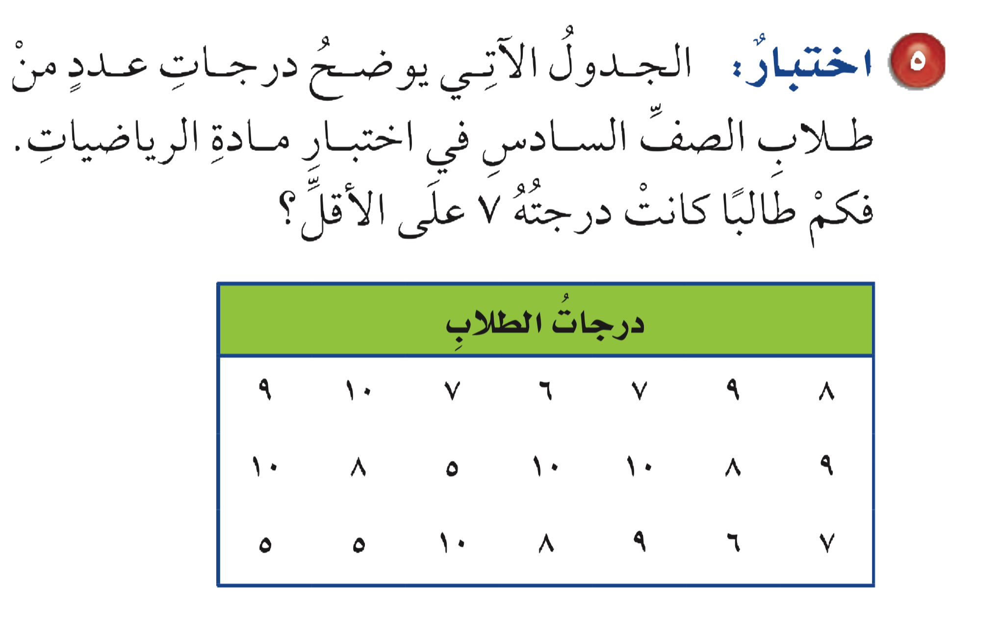 ٥ اختبارٌ: الجدولُ الآتِي يوضحُ درجاتِ عددٍ منْ
طلابِ الصفِّ السادسِ في اختبارِ مادةِ الرياضياتِ.
فكمْ طالبًا كانتْ درجتُهُ ٧ علَى الأقلِّ؟
درجاتُ الطلابِ
٨ ٩ ٧ ٦ ٧ ١٠ ٩
٩ ٨ ١٠ ١٠ ٥ ٨ ١٠
٧ ٦ ٩ ٨ ١٠ ٥ ٥